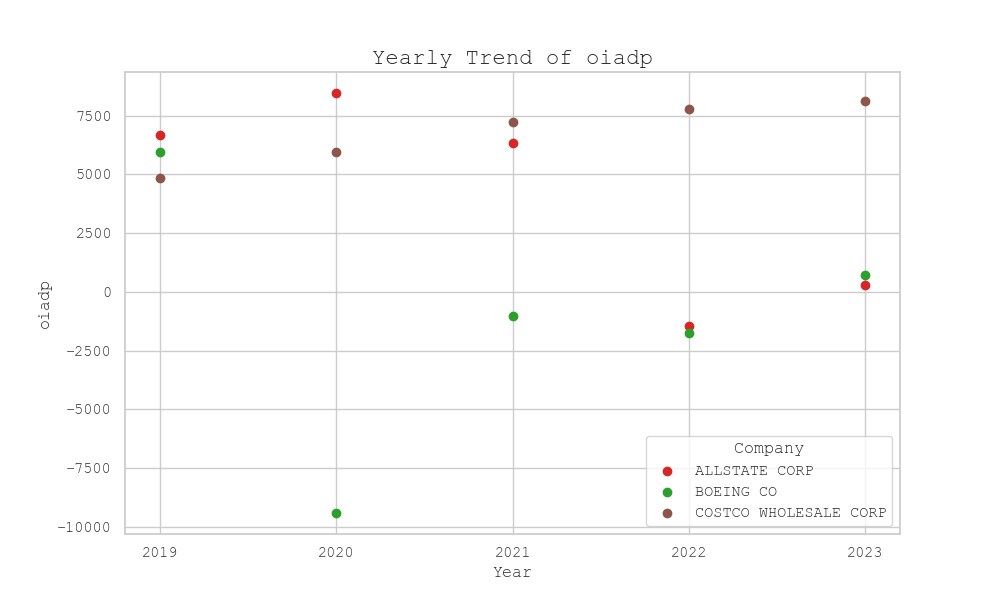 Yearly Trend of oiadp
oiadp
7500
5000
2500
0
−2500
−5000
−7500
−10000
Company
ALLSTATE CORP
BOEING CO
COSTCO WHOLESALE CORP
2019 2020 2021 2022 2023
Year